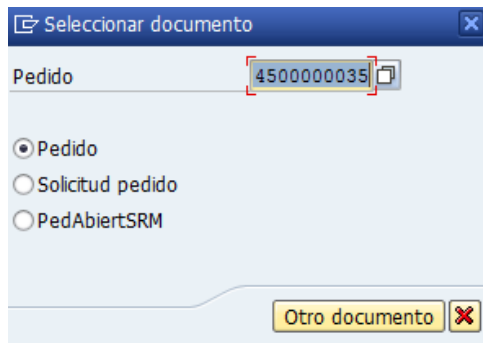 Seleccionar documento
Pedido 4500000035
Pedido
Solicitud pedido
PedAbiertSRM
Otro documento